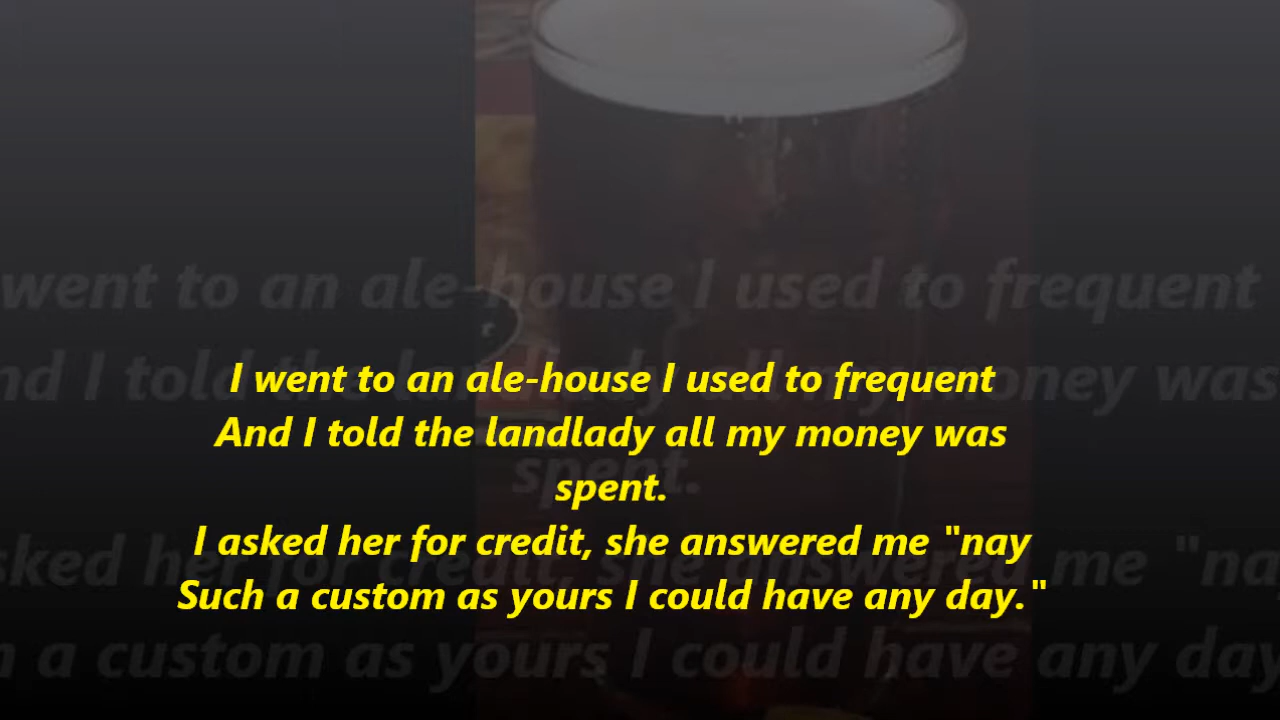 I went to an ale-house I used to frequent
And I told the landlady all my money was
spent.
I asked her for credit, she answered me "nay
Such a custom as yours I could have any day."